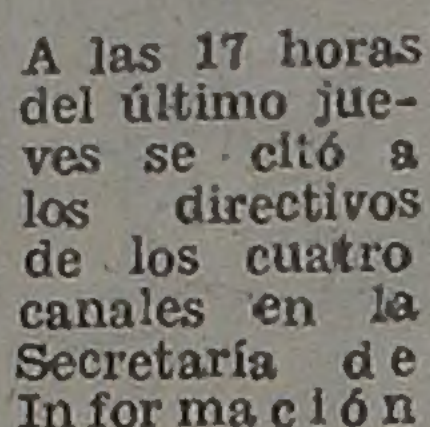 A las 17 horas
del último jue-
ves se citó a
los directivos
de los cuatro
canales en la
Secretaría de
Información